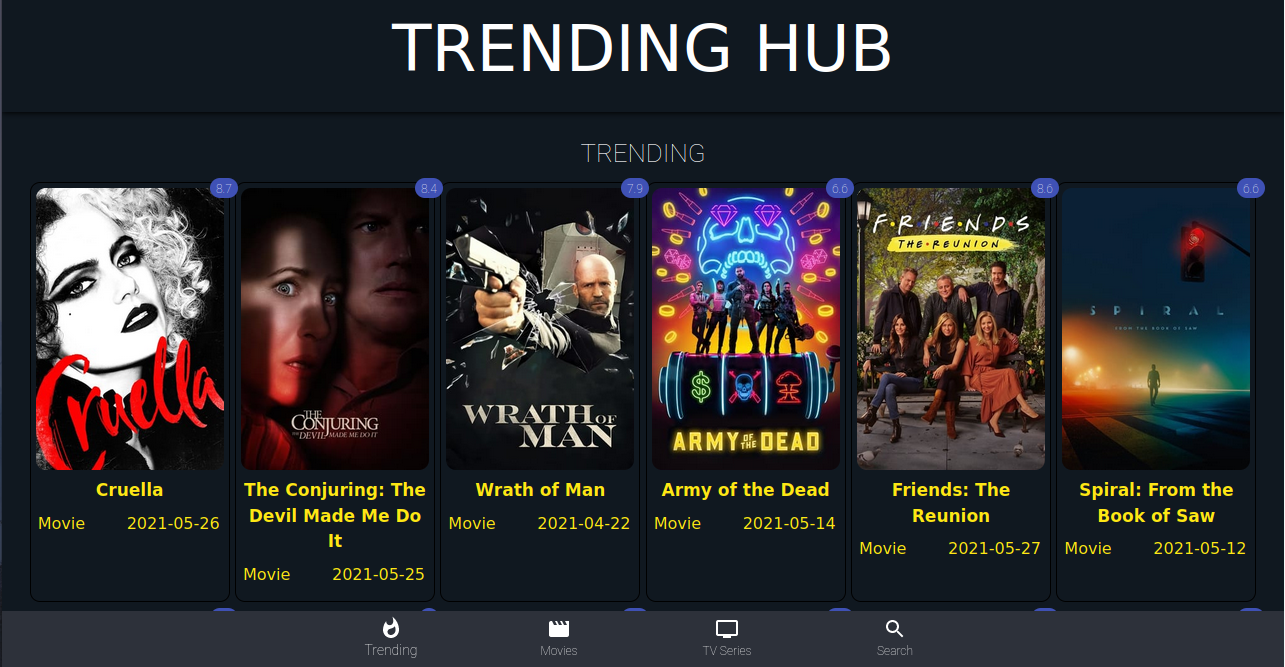 TRENDING HUB
TRENDING
8.7
8.4
7.9
6.6
8.6
6.6
Cruella
THE
CONJURING
THE DEVIL MADE ME DO IT
WRATH OF
MAN
ARMY OF THE DEAD
F·R·I·E·N·D·S
THE·REUNION
SPIRAL
FROM THE BOOK OF SAW
Cruella
Movie 2021-05-26
The Conjuring: The
Devil Made Me Do
It
Movie 2021-05-25
Wrath of Man
Movie 2021-04-22
Army of the Dead
Movie 2021-05-14
Friends: The
Reunion
Movie 2021-05-27
Spiral: From the
Book of Saw
Movie 2021-05-12
Trending
Movies
TV Series
Search